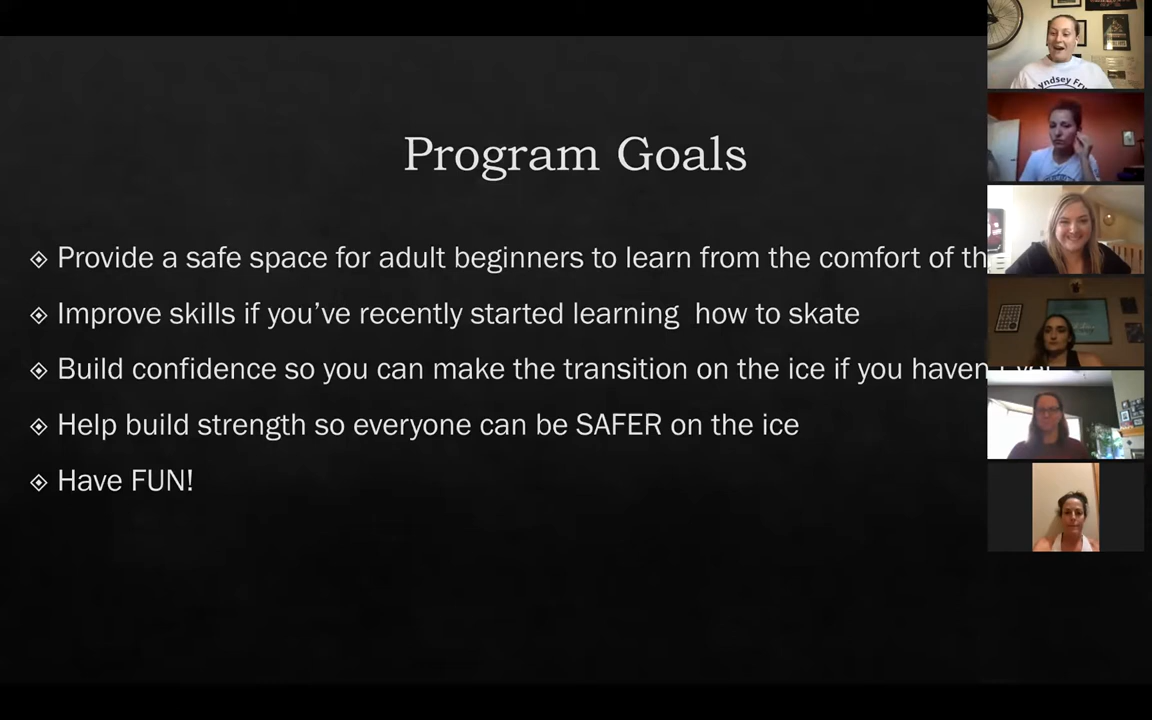 Program Goals
Provide a safe space for adult beginners to learn from the comfort of
Improve skills if you've recently started learning how to skate
Build confidence so you can make the transition on the ice if you
Help build strength so everyone can be SAFER on the ice
Have FUN!